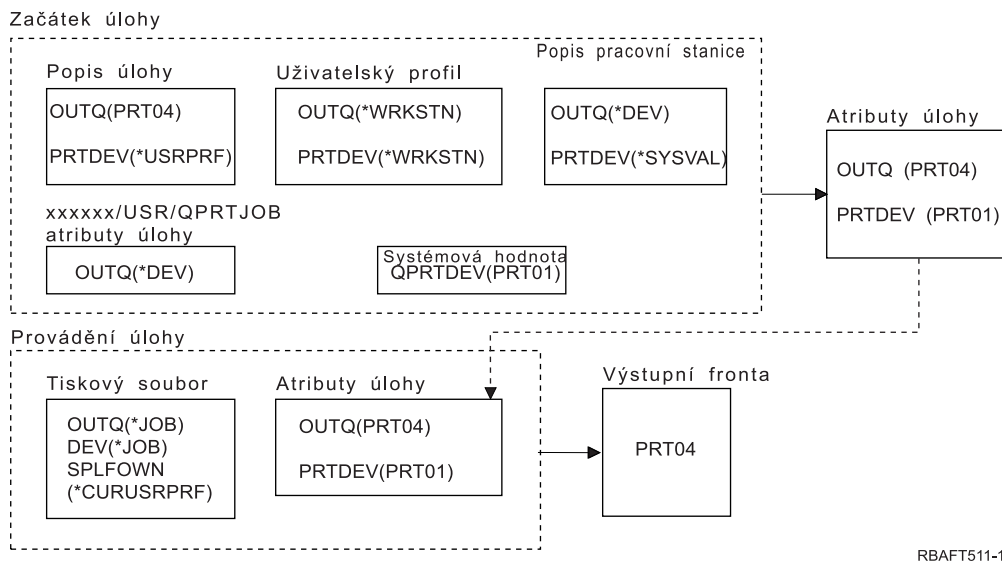 Začátek úlohy
Popis úlohy
OUTQ(PRT04)
PRTDEV(*USRPRF)
Uživatelský profil
OUTQ(*WRKSTN)
PRTDEV(*WRKSTN)
Popis pracovní stanice
OUTQ(*DEV)
PRTDEV(*SYSVAL)
xxxxxx/USR/QPRTJOB
atributy úlohy
OUTQ(*DEV)
Systémová hodnota
QPRTDEV(PRT01)
Atributy úlohy
OUTQ (PRT04)
PRTDEV (PRT01)
Provádění úlohy
Tiskový soubor
OUTQ(*JOB)
DEV(*JOB)
SPLFOWN
(*CURUSRPRF)
Atributy úlohy
OUTQ(PRT04)
PRTDEV(PRT01)
Výstupní fronta
PRT04
RBAFT511-1